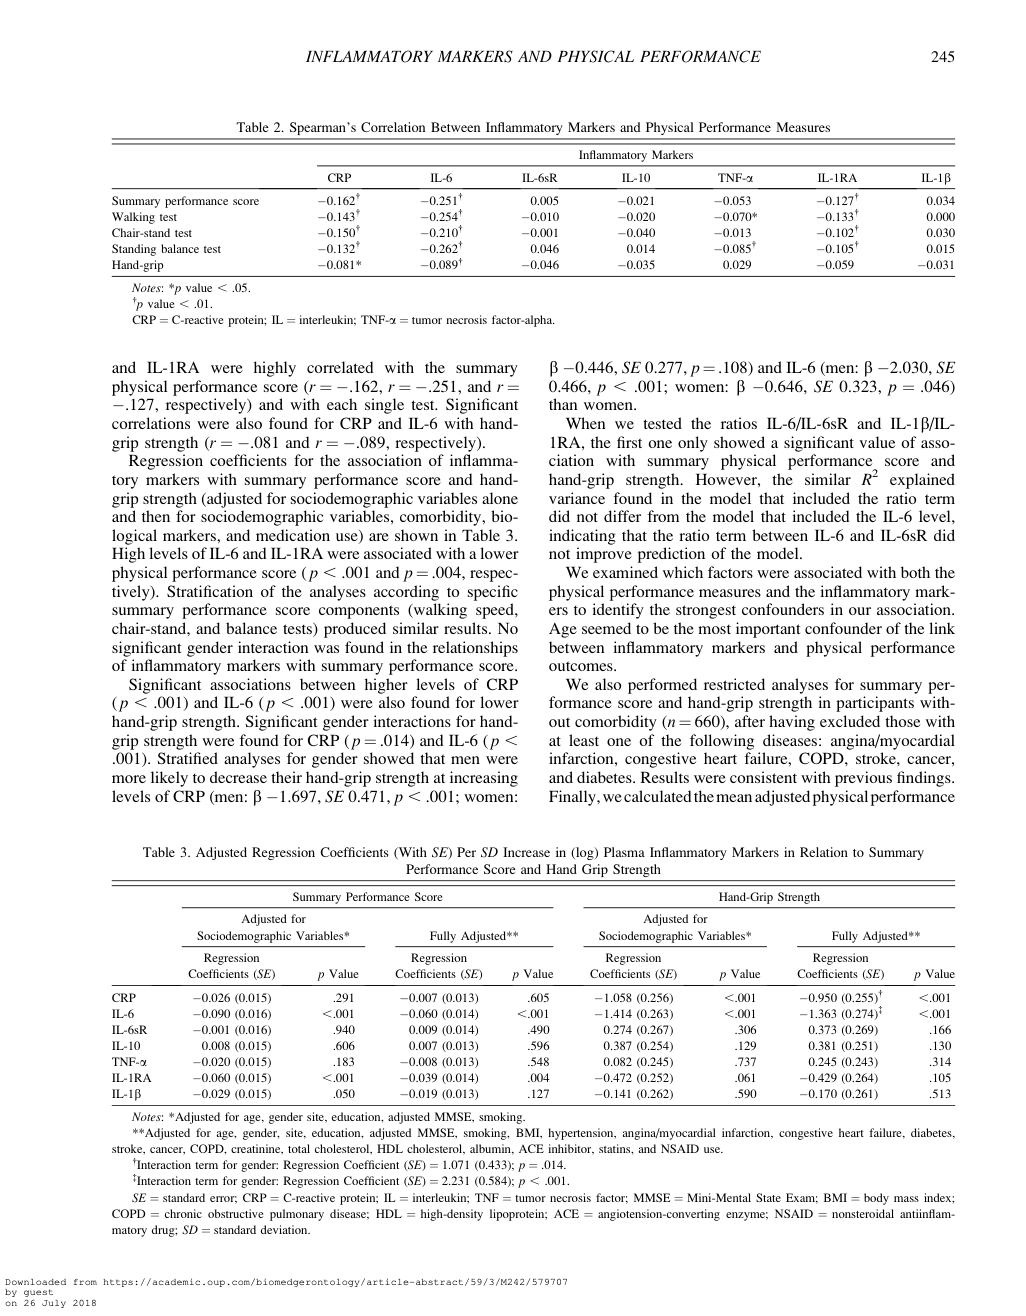 INFLAMMATORY MARKERS AND PHYSICAL PERFORMANCE 245
Table 2. Spearman's Correlation Between Inflammatory Markers and Physical Performance Measures
Inflammatory Markers
CRP IL-6 IL-6sR IL-10 TNF-α IL-1RA IL-1β
Summary performance score −0.162† −0.251† 0.005 −0.021 −0.053 −0.127† 0.034
Walking test −0.143† −0.254† −0.010 −0.020 −0.070* −0.133† 0.000
Chair-stand test −0.150† −0.210† −0.001 −0.040 −0.013 −0.102† 0.030
Standing balance test −0.132† −0.262† 0.046 0.014 −0.085† −0.105† 0.015
Hand-grip −0.081* −0.089† −0.046 −0.035 0.029 −0.059 −0.031
Notes: *p value < .05.
†p value < .01.
CRP = C-reactive protein; IL = interleukin; TNF-α = tumor necrosis factor-alpha.
and IL-1RA were highly correlated with the summary
physical performance score (r = −.162, r = −.251, and r =
−.127, respectively) and with each single test. Significant
correlations were also found for CRP and IL-6 with hand-
grip strength (r = −.081 and r = −.089, respectively).
Regression coefficients for the association of inflamma-
tory markers with summary performance score and hand-
grip strength (adjusted for sociodemographic variables alone
and then for sociodemographic variables, comorbidity, bio-
logical markers, and medication use) are shown in Table 3.
High levels of IL-6 and IL-1RA were associated with a lower
physical performance score (p < .001 and p = .004, respec-
tively). Stratification of the analyses according to specific
summary performance score components (walking speed,
chair-stand, and balance tests) produced similar results. No
significant gender interaction was found in the relationships
of inflammatory markers with summary performance score.
Significant associations between higher levels of CRP
(p < .001) and IL-6 (p < .001) were also found for lower
hand-grip strength. Significant gender interactions for hand-
grip strength were found for CRP (p = .014) and IL-6 (p <
.001). Stratified analyses for gender showed that men were
more likely to decrease their hand-grip strength at increasing
levels of CRP (men: β −1.697, SE 0.471, p < .001; women:
β −0.446, SE 0.277, p = .108) and IL-6 (men: β −2.030, SE
0.466, p < .001; women: β −0.646, SE 0.323, p = .046)
than women.
When we tested the ratios IL-6/IL-6sR and IL-1β/IL-
1RA, the first one only showed a significant value of asso-
ciation with summary physical performance score and
hand-grip strength. However, the similar R² explained
variance found in the model that included the ratio term
did not differ from the model that included the IL-6 level,
indicating that the ratio term between IL-6 and IL-6sR did
not improve prediction of the model.
We examined which factors were associated with both the
physical performance measures and the inflammatory mark-
ers to identify the strongest confounders in our association.
Age seemed to be the most important confounder of the link
between inflammatory markers and physical performance
outcomes.
We also performed restricted analyses for summary per-
formance score and hand-grip strength in participants with-
out comorbidity (n = 660), after having excluded those with
at least one of the following diseases: angina/myocardial
infarction, congestive heart failure, COPD, stroke, cancer,
and diabetes. Results were consistent with previous findings.
Finally, we calculated the mean adjusted physical performance
Table 3. Adjusted Regression Coefficients (With SE) Per SD Increase in (log) Plasma Inflammatory Markers in Relation to Summary
Performance Score and Hand Grip Strength
Summary Performance Score Hand-Grip Strength
Adjusted for Adjusted for
Sociodemographic Variables* Fully Adjusted** Sociodemographic Variables* Fully Adjusted**
Regression Regression Regression Regression
Coefficients (SE) p Value Coefficients (SE) p Value Coefficients (SE) p Value Coefficients (SE) p Value
CRP −0.026 (0.015) .291 −0.007 (0.013) .605 −1.058 (0.256) <.001 −0.950 (0.255)† <.001
IL-6 −0.090 (0.016) <.001 −0.060 (0.014) <.001 −1.414 (0.263) <.001 −1.363 (0.274)‡ <.001
IL-6sR −0.001 (0.015) .940 0.009 (0.014) .490 0.274 (0.267) .306 0.373 (0.269) .166
IL-10 0.008 (0.015) .606 0.007 (0.013) .596 0.387 (0.254) .129 0.381 (0.251) .130
TNF-α −0.020 (0.015) .183 −0.008 (0.013) .548 0.082 (0.245) .737 0.245 (0.243) .314
IL-1RA −0.060 (0.015) <.001 −0.039 (0.014) .004 −0.472 (0.252) .061 −0.429 (0.264) .105
IL-1β −0.029 (0.015) .050 −0.019 (0.013) .127 −0.141 (0.262) .590 −0.170 (0.261) .513
Notes: *Adjusted for age, gender site, education, adjusted MMSE, smoking.
**Adjusted for age, gender, site, education, adjusted MMSE, smoking, BMI, hypertension, angina/myocardial infarction, congestive heart failure, diabetes,
stroke, cancer, COPD, creatinine, total cholesterol, HDL cholesterol, albumin, ACE inhibitor, statins, and NSAID use.
†Interaction term for gender: Regression Coefficient (SE) = 1.071 (0.433); p = .014.
‡Interaction term for gender: Regression Coefficient (SE) = 2.231 (0.584); p < .001.
SE = standard error; CRP = C-reactive protein; IL = interleukin; TNF = tumor necrosis factor; MMSE = Mini-Mental State Exam; BMI = body mass index;
COPD = chronic obstructive pulmonary disease; HDL = high-density lipoprotein; ACE = angiotension-converting enzyme; NSAID = nonsteroidal antiinflam-
matory drug; SD = standard deviation.
Downloaded from https://academic.oup.com/biomedgerontology/article-abstract/59/3/M242/579707
by guest
on 26 July 2018